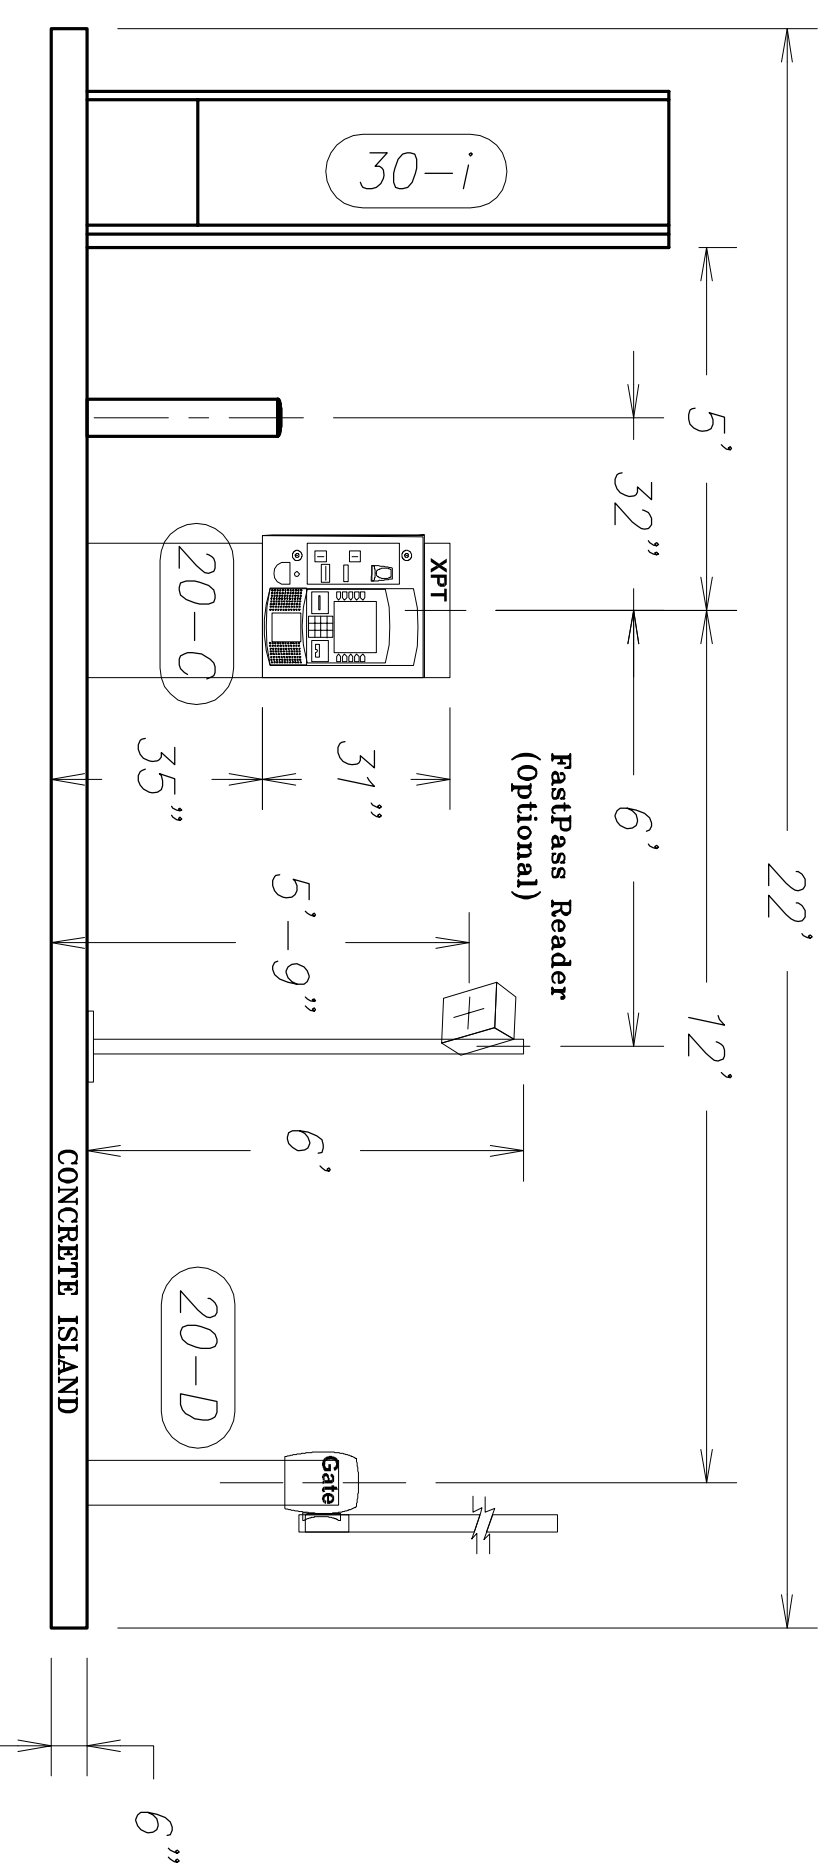 22'
5'
12'
32"
6'
FastPass Reader
(Optional)
30-i
XPT
31"
5'-9"
6'
Gate
20-C
35"
20-D
CONCRETE ISLAND
6"